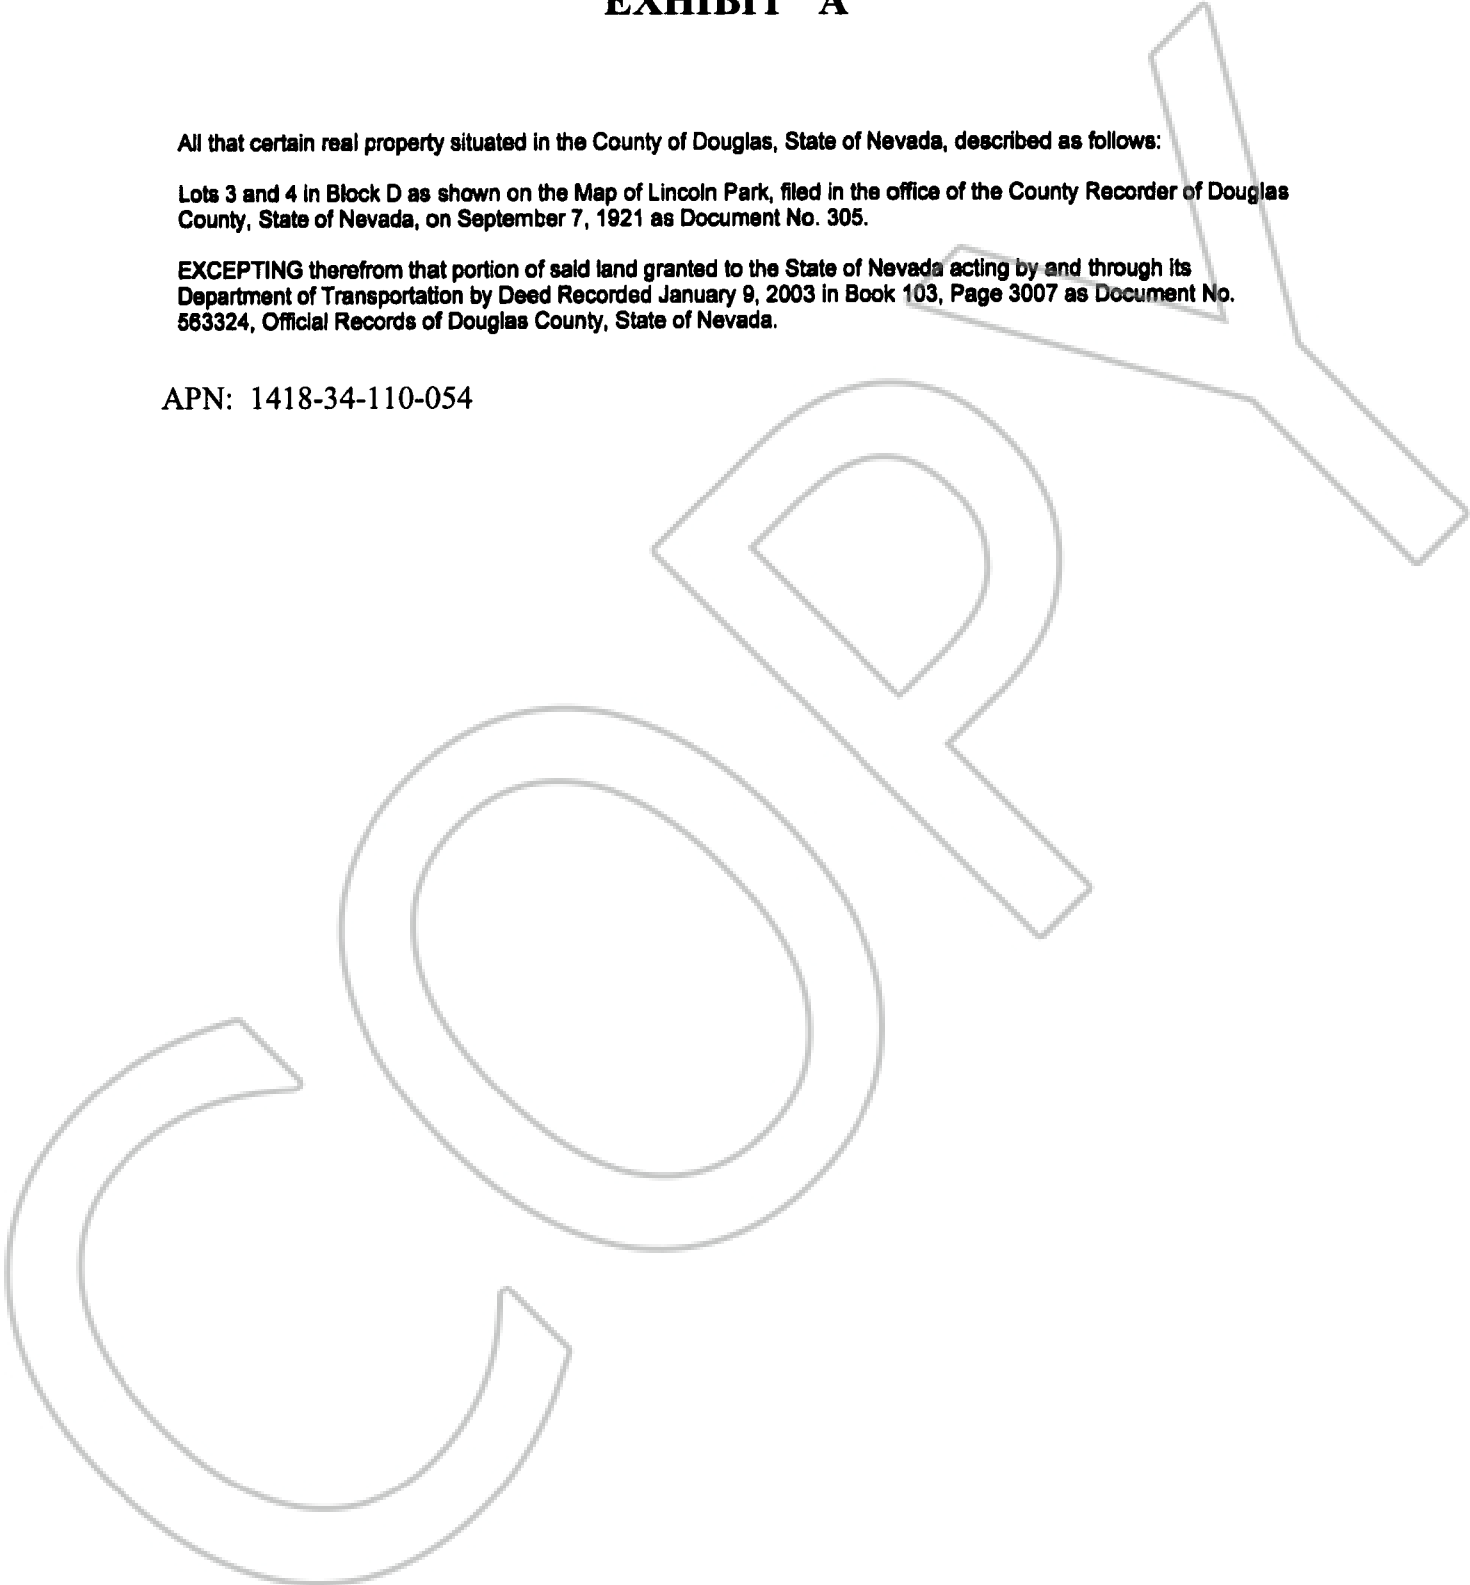 EXHIBIT A
All that certain real property situated in the County of Douglas, State of Nevada, described as follows:
Lots 3 and 4 in Block D as shown on the Map of Lincoln Park, filed in the office of the County Recorder of Douglas
County, State of Nevada, on September 7, 1921 as Document No. 305.
EXCEPTING therefrom that portion of said land granted to the State of Nevada acting by and through its
Department of Transportation by Deed Recorded January 9, 2003 in Book 103, Page 3007 as Document No.
563324, Official Records of Douglas County, State of Nevada.
APN: 1418-34-110-054
COPY